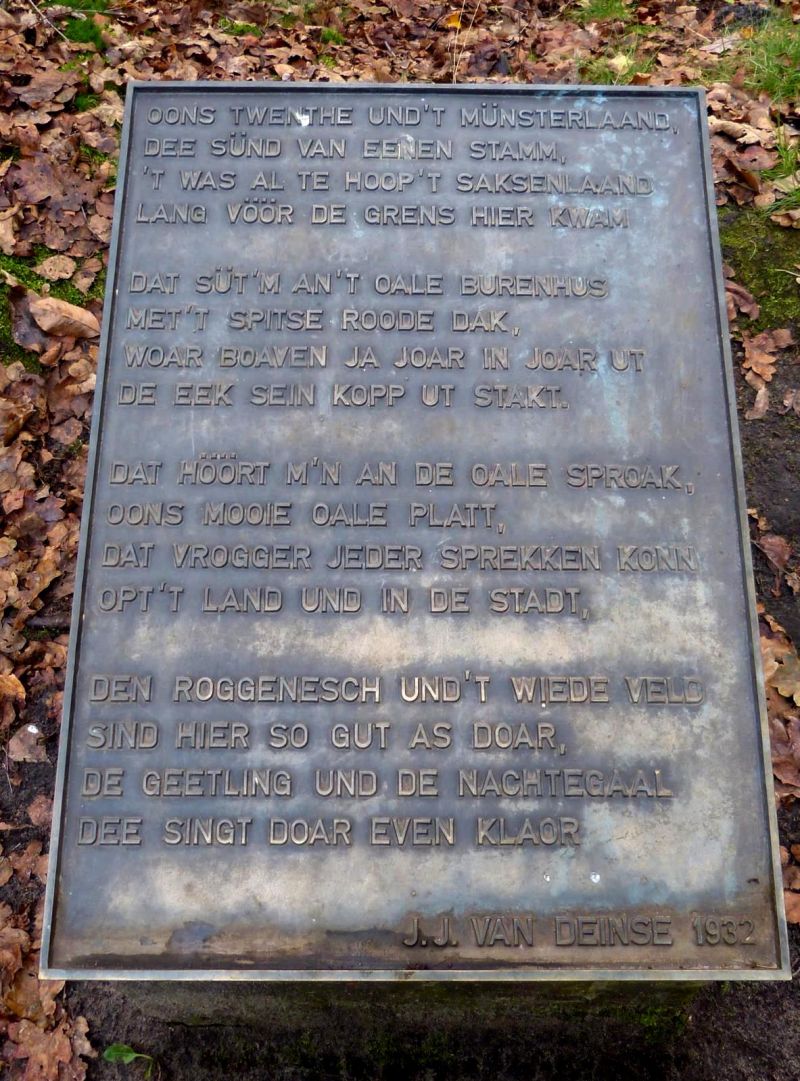 OONS TWENTHE UND'T MÜNSTERLAAND,
DEE SÜND VAN EENEN STAMM,
'T WAS AL TE HOOP'T SAKSENLAAND
LANG VÖÖR DE GRENS HIER KWAM

DAT SÜT'M AN'T OALE BURENHUS
MET'T SPITSE ROODE DAK,
WOAR BOAVEN JA JOAR IN JOAR UT
DE EEK SEIN KOPP UT STAKT.

DAT HÖÖRT M'N AN DE OALE SPROAK,
OONS MOOIE OALE PLATT,
DAT VROGGER JEDER SPREKKEN KONN
OPT'T LAND UND IN DE STADT,

DEN ROGGENESCH UND'T WIEDE VELD
SIND HIER SO GUT AS DOAR,
DE GEETLING UND DE NACHTEGAAL
DEE SINGT DOAR EVEN KLAOR

J.J. VAN DEINSE 1932